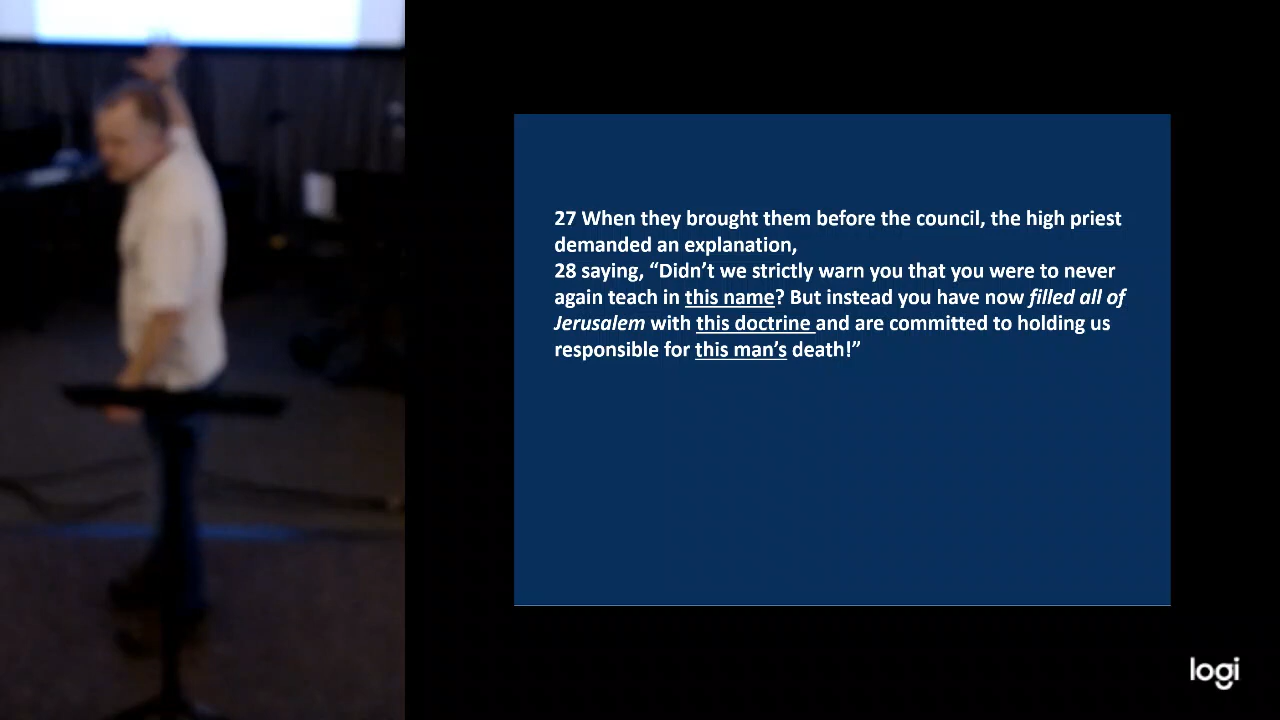 27 When they brought them before the council, the high priest
demanded an explanation,
28 saying, “Didn’t we strictly warn you that you were to never
again teach in this name? But instead you have now filled all of
Jerusalem with this doctrine and are committed to holding us
responsible for this man’s death!”
logi